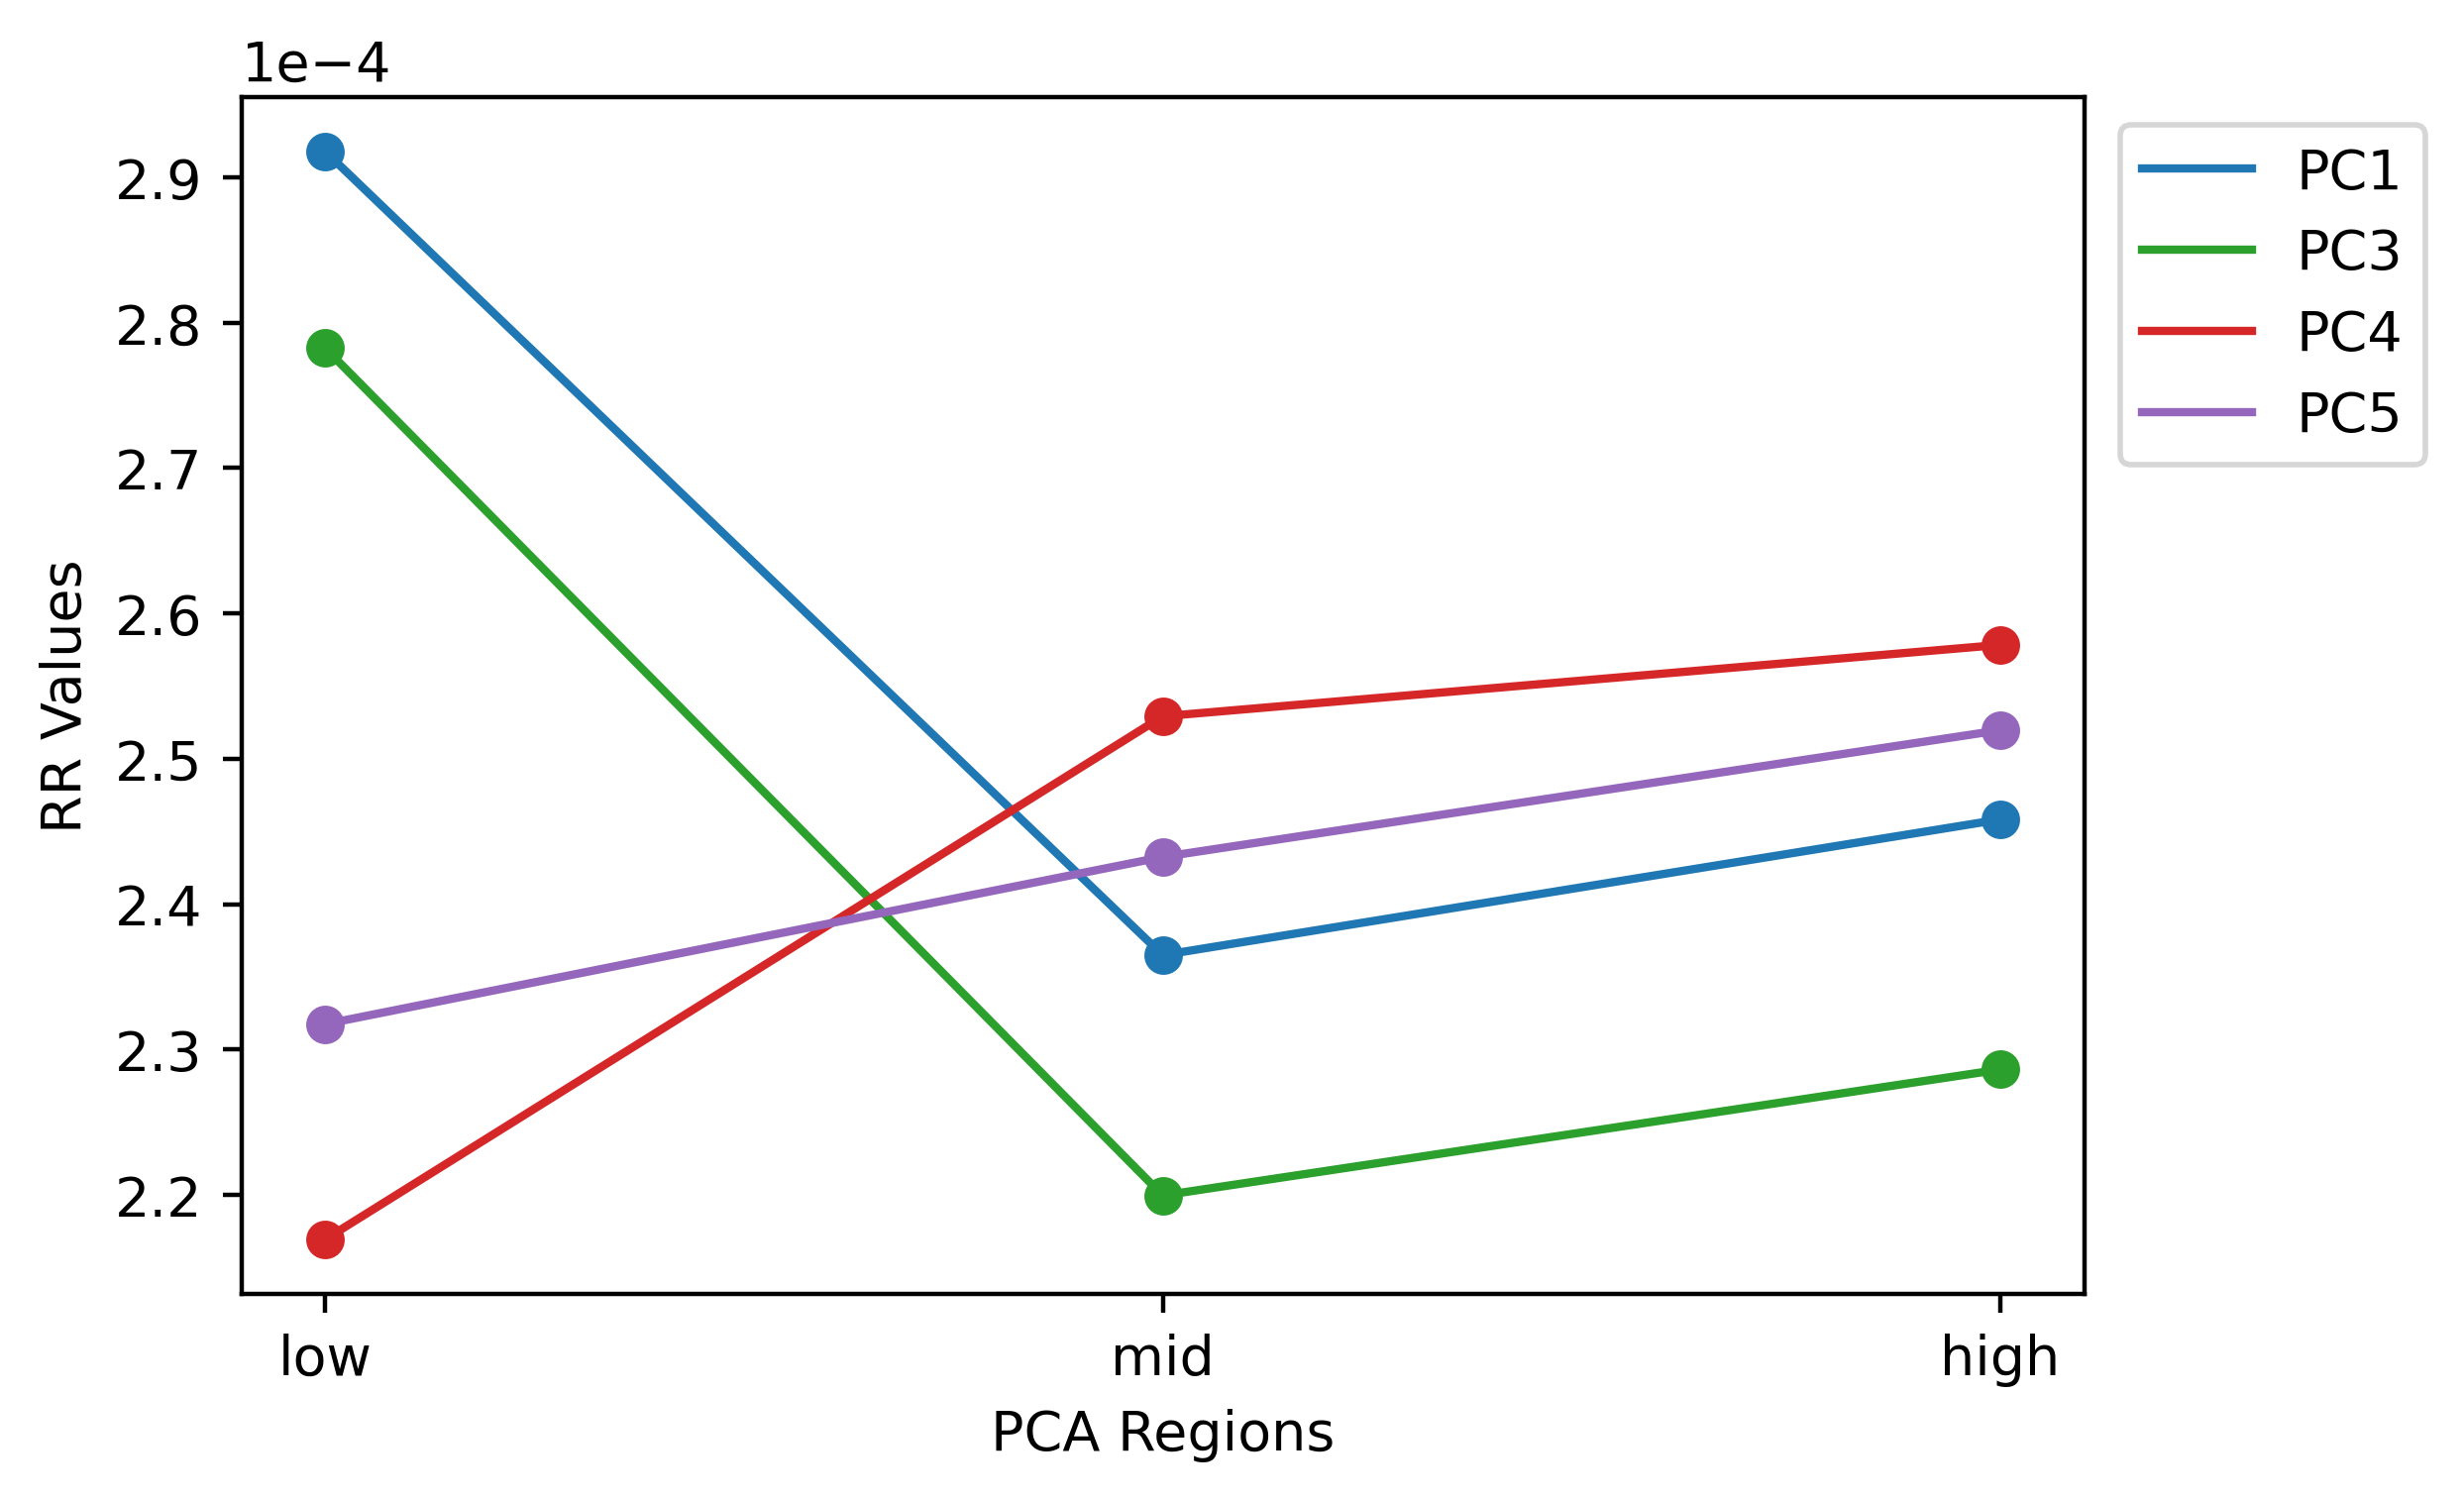 1e−4
2.9
2.8
2.7
2.6
2.5
2.4
2.3
2.2
RR Values
low
mid
high
PCA Regions
PC1
PC3
PC4
PC5